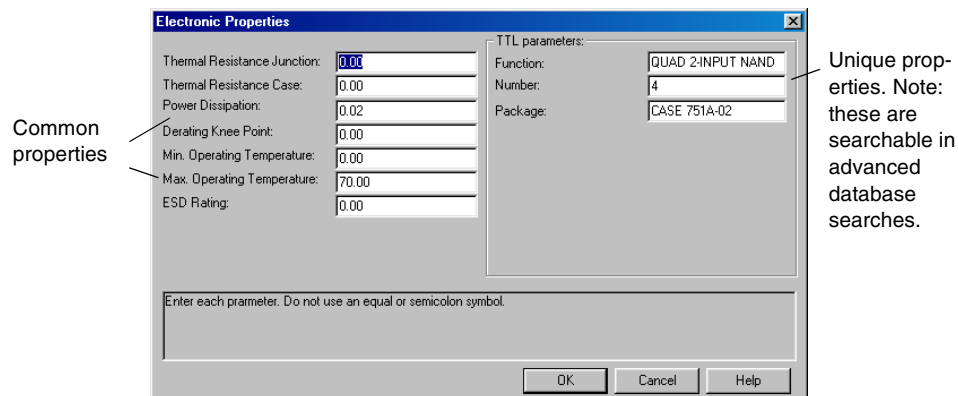 Electronic Properties
Thermal Resistance Junction: 0.00
Thermal Resistance Case: 0.00
Power Dissipation: 0.02
Derating Knee Point: 0.00
Min. Operating Temperature: 0.00
Max. Operating Temperature: 70.00
ESD Rating: 0.00
TTL parameters:
Function: QUAD 2-INPUT NAND
Number: 4
Package: CASE 751A-02
Enter each prarmeter. Do not use an equal or semicolon symbol.
OK Cancel Help
Common
properties
Unique prop-
erties. Note:
these are
searchable in
advanced
database
searches.